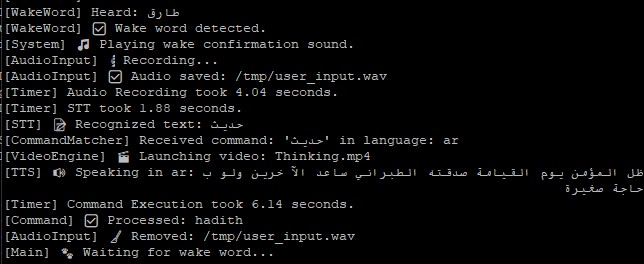 [WakeWord] Heard: طارق
[WakeWord] ☑ Wake word detected.
[System] 🎵 Playing wake confirmation sound.
[AudioInput] Recording...
[AudioInput] ☑ Audio saved: /tmp/user_input.wav
[Timer] Audio Recording took 4.04 seconds.
[Timer] STT took 1.88 seconds.
[STT] 📝 Recognized text: حديث
[CommandMatcher] Received command: 'حديث' in language: ar
[VideoEngine] 🎬 Launching video: Thinking.mp4
[TTS] 🔊 Speaking in ar: ظل المؤمن يوم القيامة صدقته الطبراني ساعد الآخرين ولو ب
حاجة صغيرة
[Timer] Command Execution took 6.14 seconds.
[Command] ☑ Processed: hadith
[AudioInput] 🧹 Removed: /tmp/user_input.wav
[Main] 🐾 Waiting for wake word...